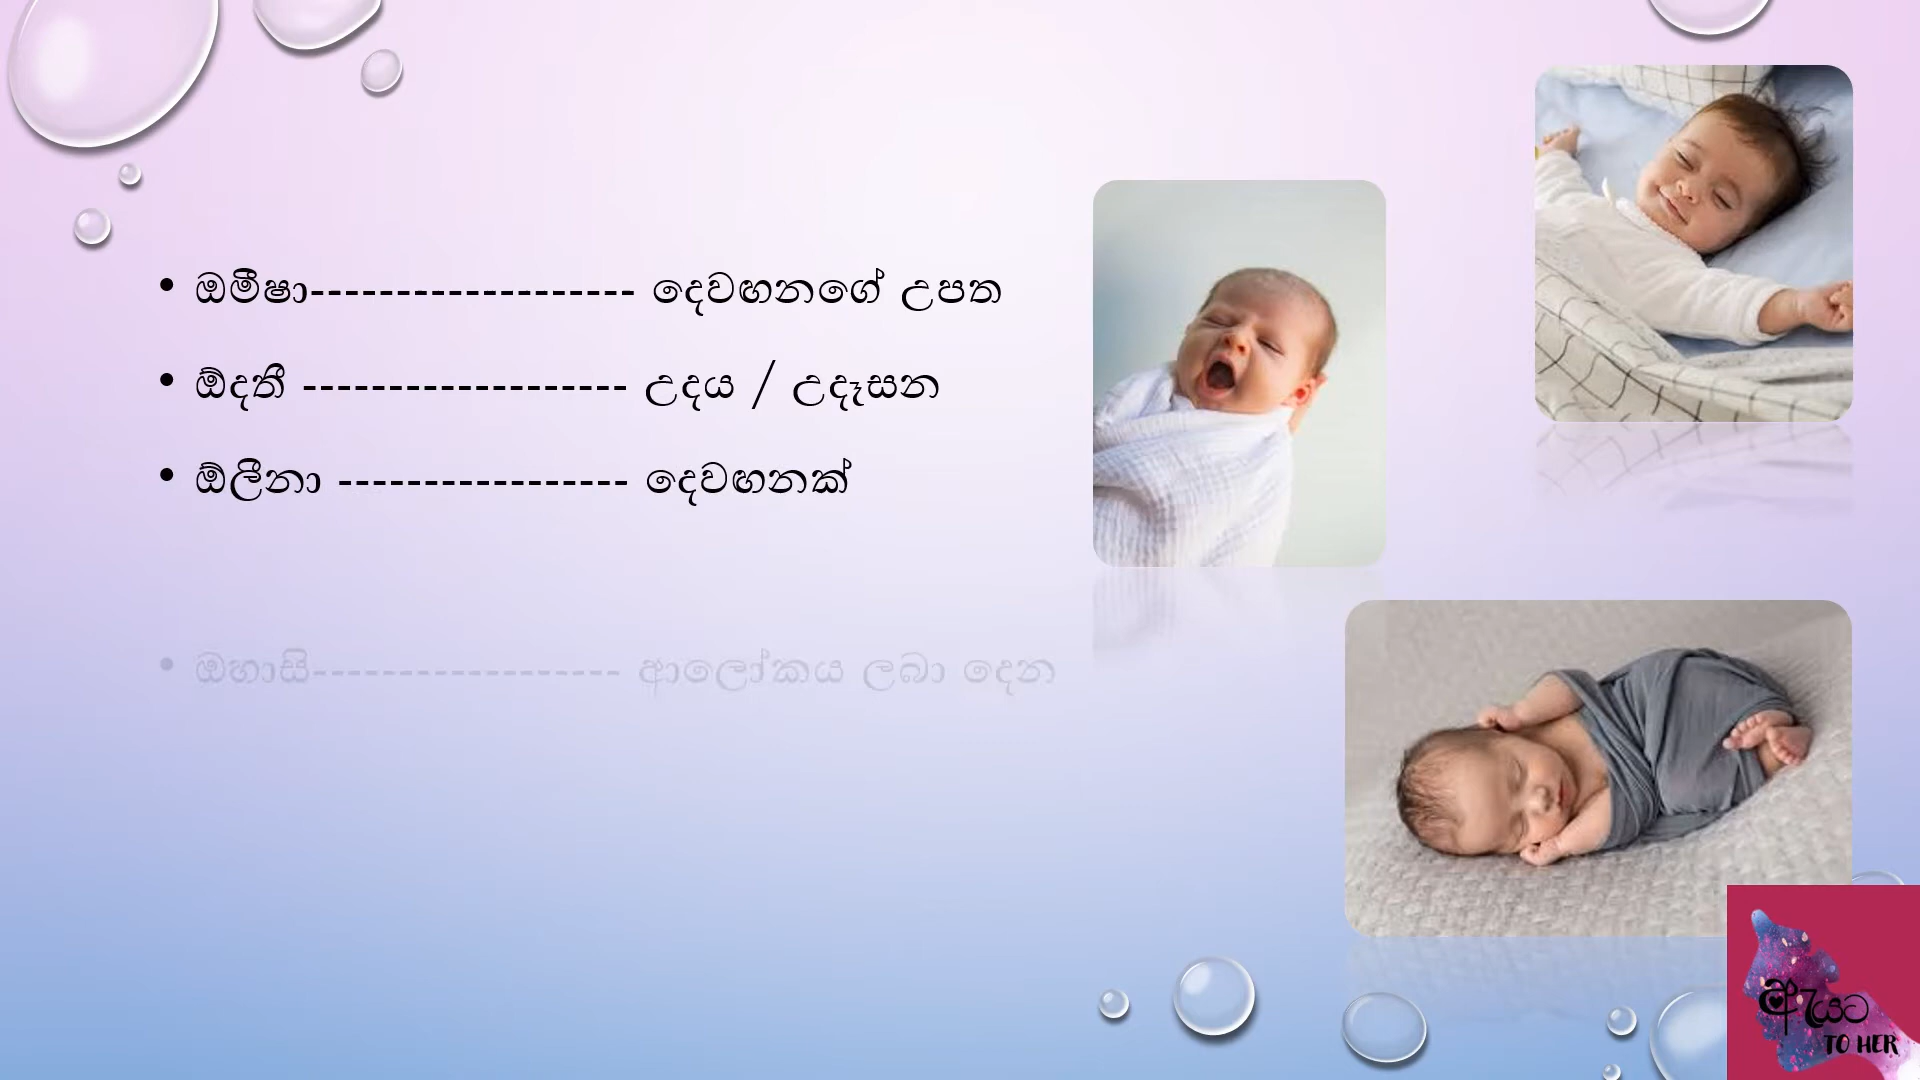 • ඔමීෂා------------------- දෙවඟනගේ උපත
• ඕදතී ------------------- උදය / උදෑසන
• ඕලීනා ----------------- දෙවඟනක්
• ඔහාසි------------------ ආලෝකය ලබා දෙන
ඇයට
TO HER